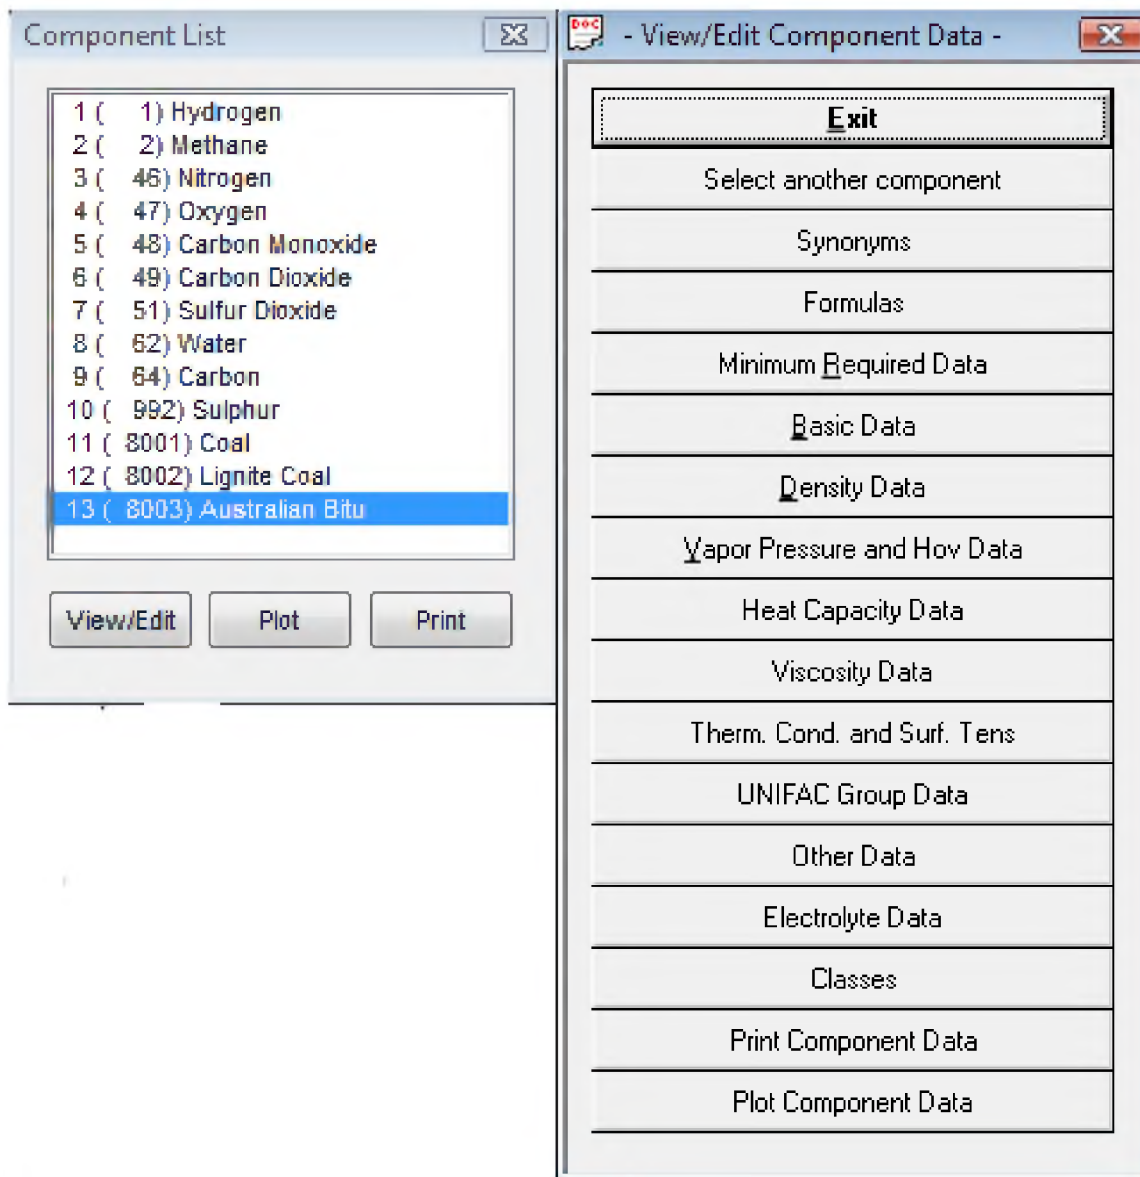 Component List
1 ( 1) Hydrogen
2 ( 2) Methane
3 ( 46) Nitrogen
4 ( 47) Oxygen
5 ( 48) Carbon Monoxide
6 ( 49) Carbon Dioxide
7 ( 51) Sulfur Dioxide
8 ( 62) Water
9 ( 64) Carbon
10 ( 992) Sulphur
11 ( 8001) Coal
12 ( 8002) Lignite Coal
13 ( 8003) Australian Bitu
View/Edit
Plot
Print
DOC
- View/Edit Component Data -
Exit
Select another component
Synonyms
Formulas
Minimum Required Data
Basic Data
Density Data
Vapor Pressure and Hov Data
Heat Capacity Data
Viscosity Data
Therm. Cond. and Surf. Tens
UNIFAC Group Data
Other Data
Electrolyte Data
Classes
Print Component Data
Plot Component Data